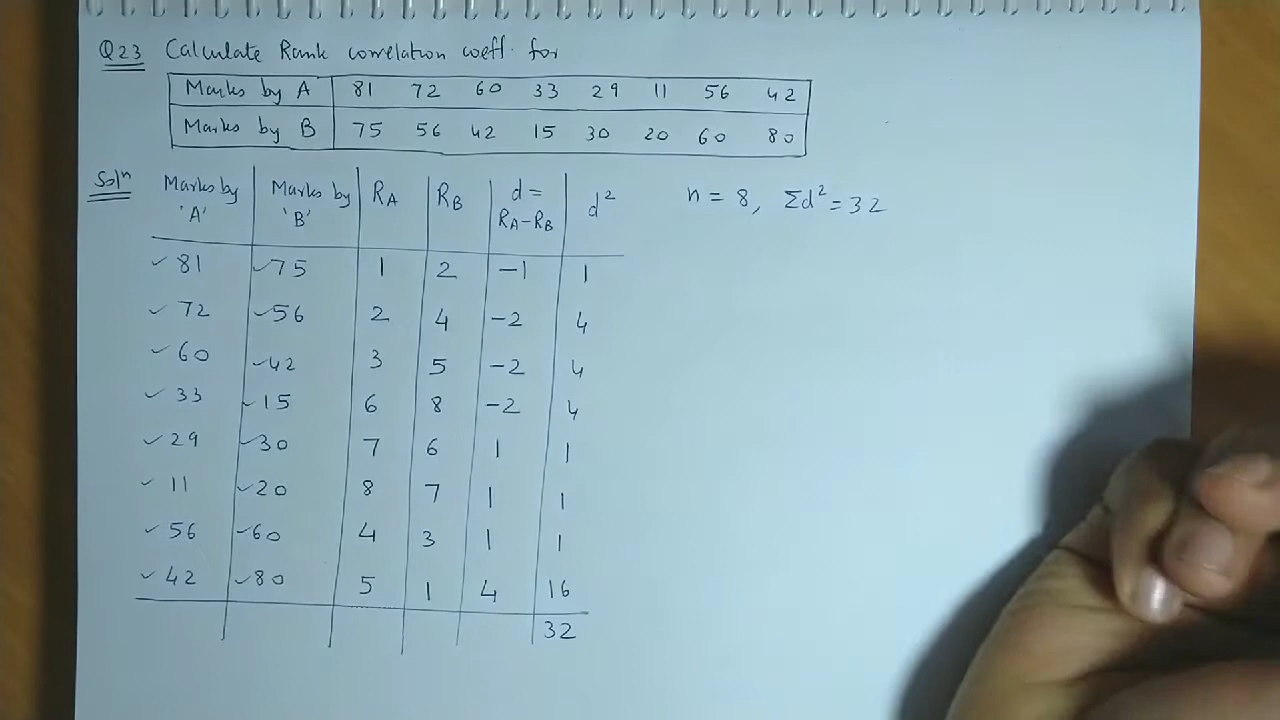 Q23 Calculate Rank correlation coeff. for
Marks by A 81 72 60 33 29 11 56 42
Marks by B 75 56 42 15 30 20 60 80
Solⁿ Marks by 'A' Marks by 'B' R_A R_B d = R_A-R_B d² n = 8, Σd² = 32
✓81 ✓75 1 2 -1 1
✓72 ✓56 2 4 -2 4
✓60 ✓42 3 5 -2 4
✓33 ✓15 6 8 -2 4
✓29 ✓30 7 6 1 1
✓11 ✓20 8 7 1 1
✓56 ✓60 4 3 1 1
✓42 ✓80 5 1 4 16
32